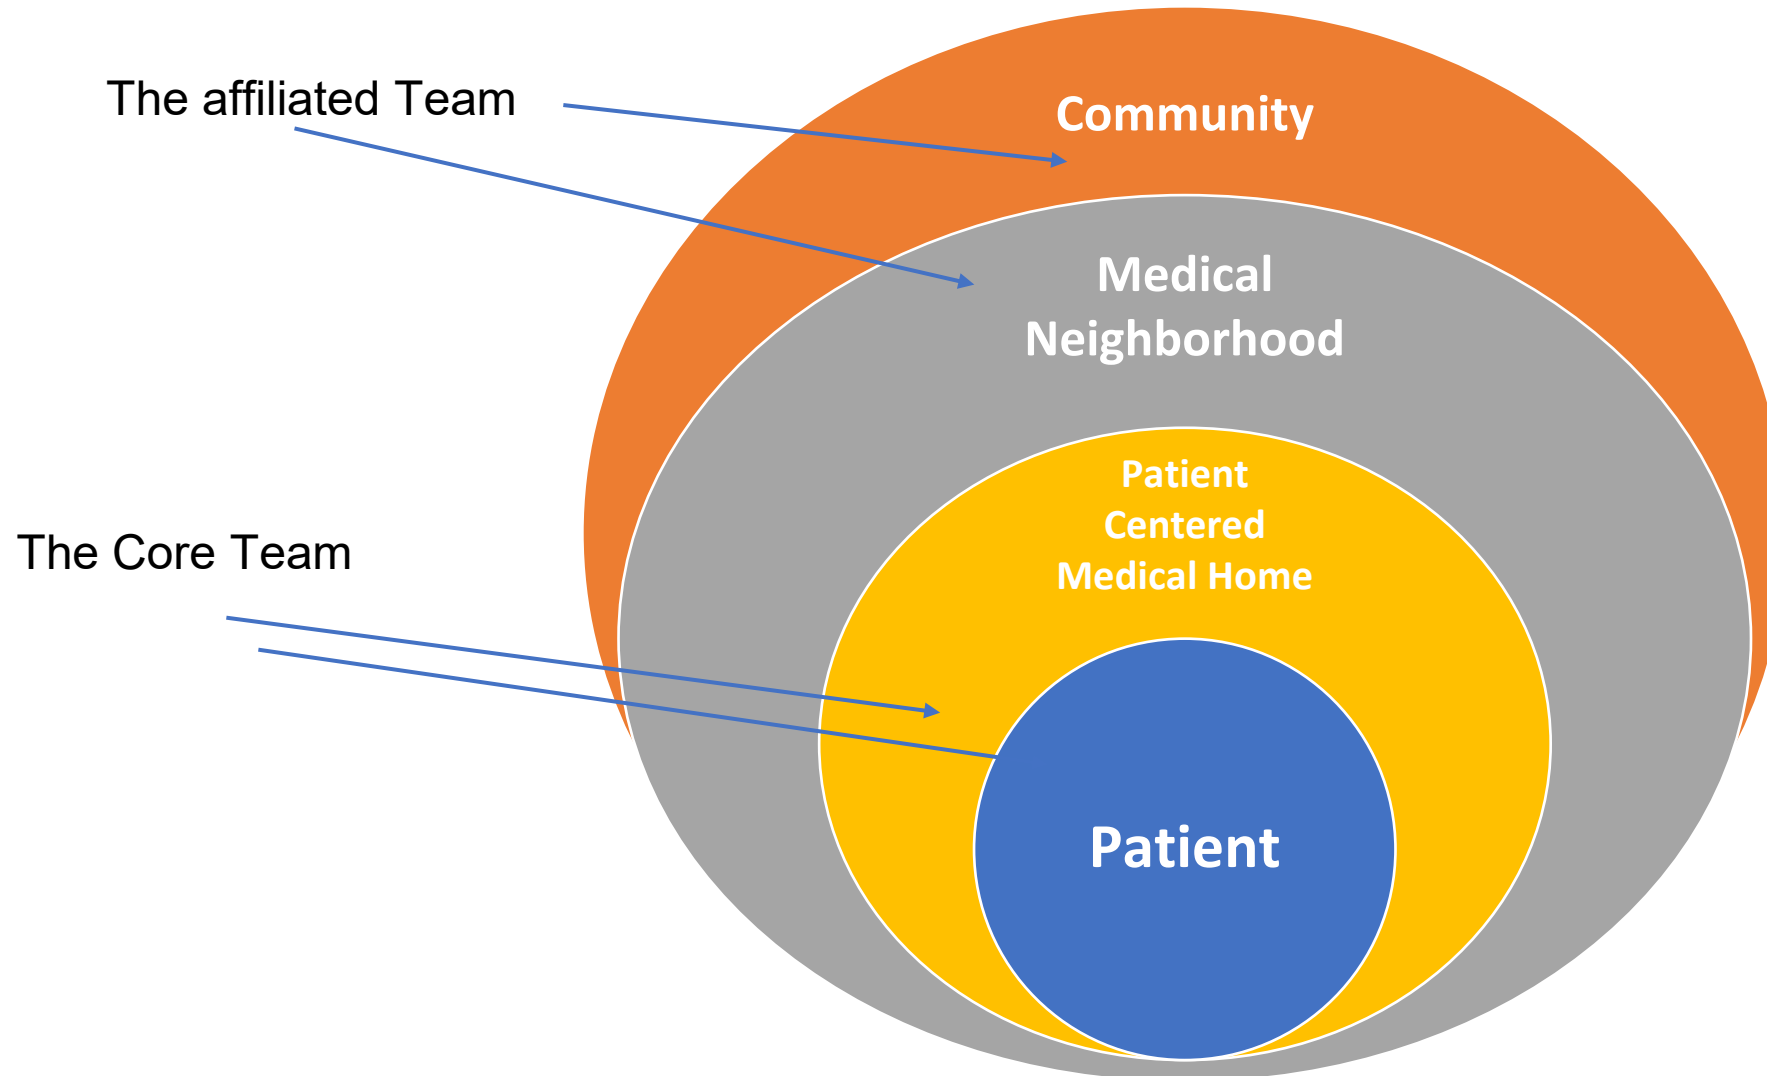 The affiliated Team
Community
Medical
Neighborhood
Patient
Centered
Medical Home
The Core Team
Patient